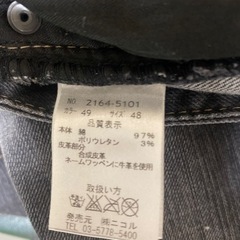 NO 2164-5101
カラー 49 サイズ 48
品質表示
本体 綿 97%
ポリウレタン 3%
皮革部分
合成皮革
ネームワッペンに牛革を使用
取扱い方
発売元 ㈱ニコル
TEL 03-5778-5400